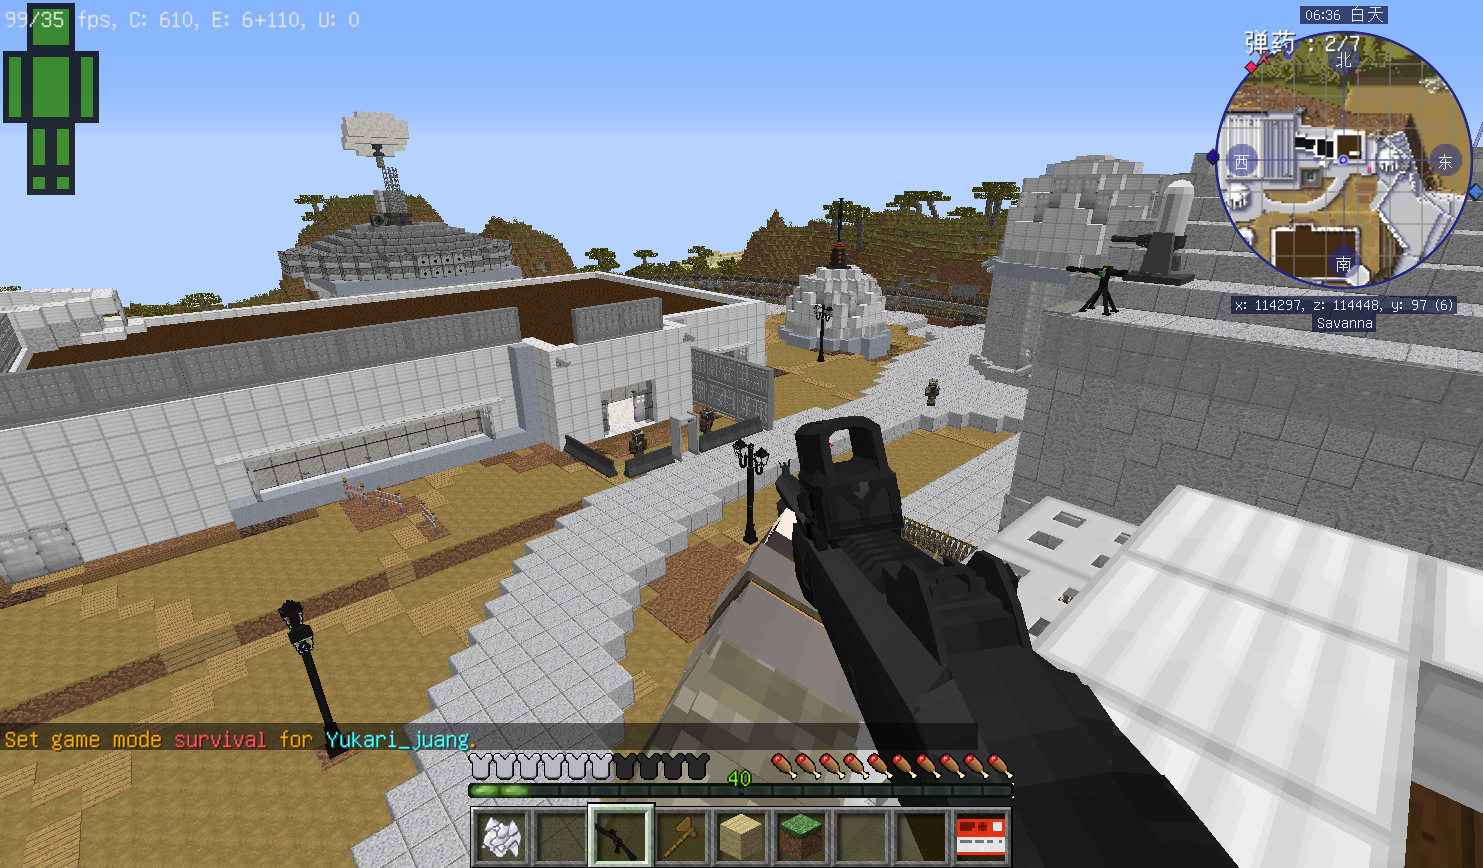 99/35 fps, C: 610, E: 6+110, U: 0
06:36 白天
弹药：2/7
北
西
东
南
x: 114297, z: 114448, y: 97 (6)
Savanna
Set game mode survival for Yukari_juang.
40